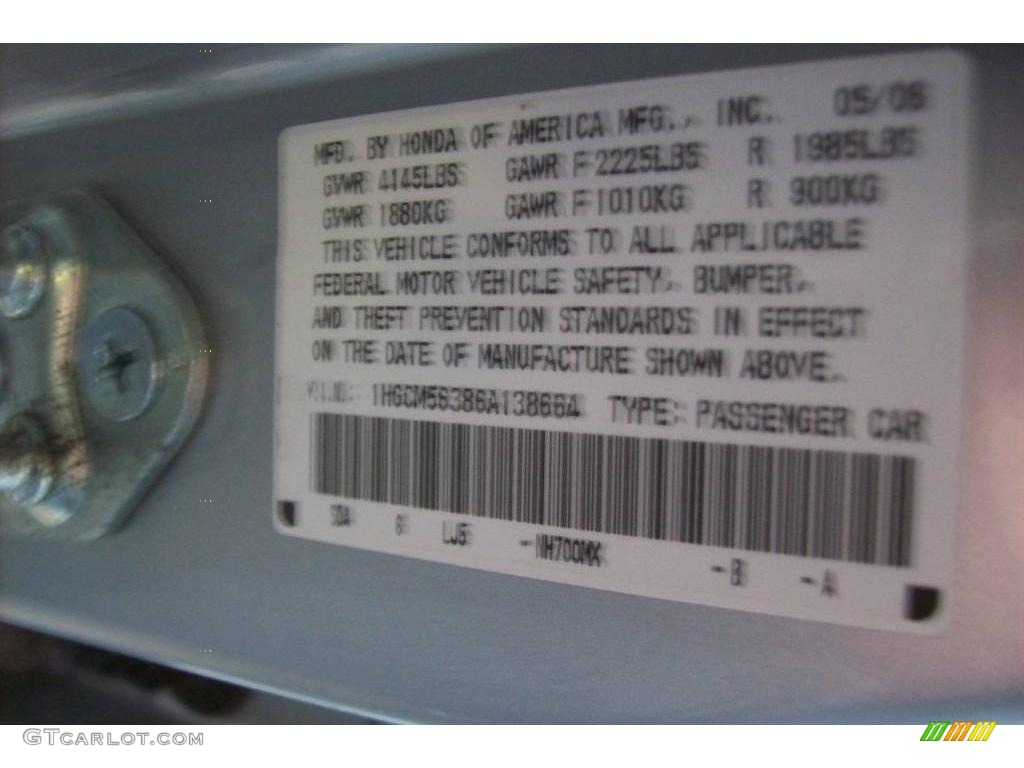 MFD. BY HONDA OF AMERICA MFG., INC. 05/06
GVWR 4145LBS GAWR F 2225LBS R 1985LBS
GVWR 1880KG GAWR F 1010KG R 900KG
THIS VEHICLE CONFORMS TO ALL APPLICABLE
FEDERAL MOTOR VEHICLE SAFETY, BUMPER,
AND THEFT PREVENTION STANDARDS IN EFFECT
ON THE DATE OF MANUFACTURE SHOWN ABOVE.
V.I.NO.: 1HGCM56386A138664 TYPE: PASSENGER CAR
SDA 6 LJ5 -NH700MX -B -A
GTCARLOT.COM